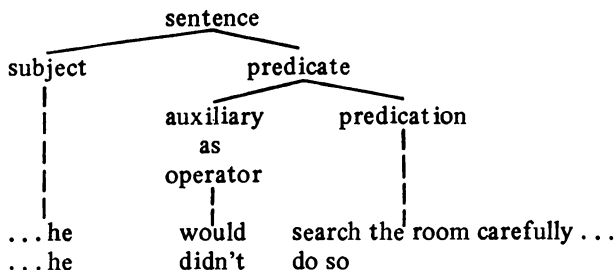 sentence
subject predicate
auxiliary predication
as
operator
...he would search the room carefully ...
...he didn't do so